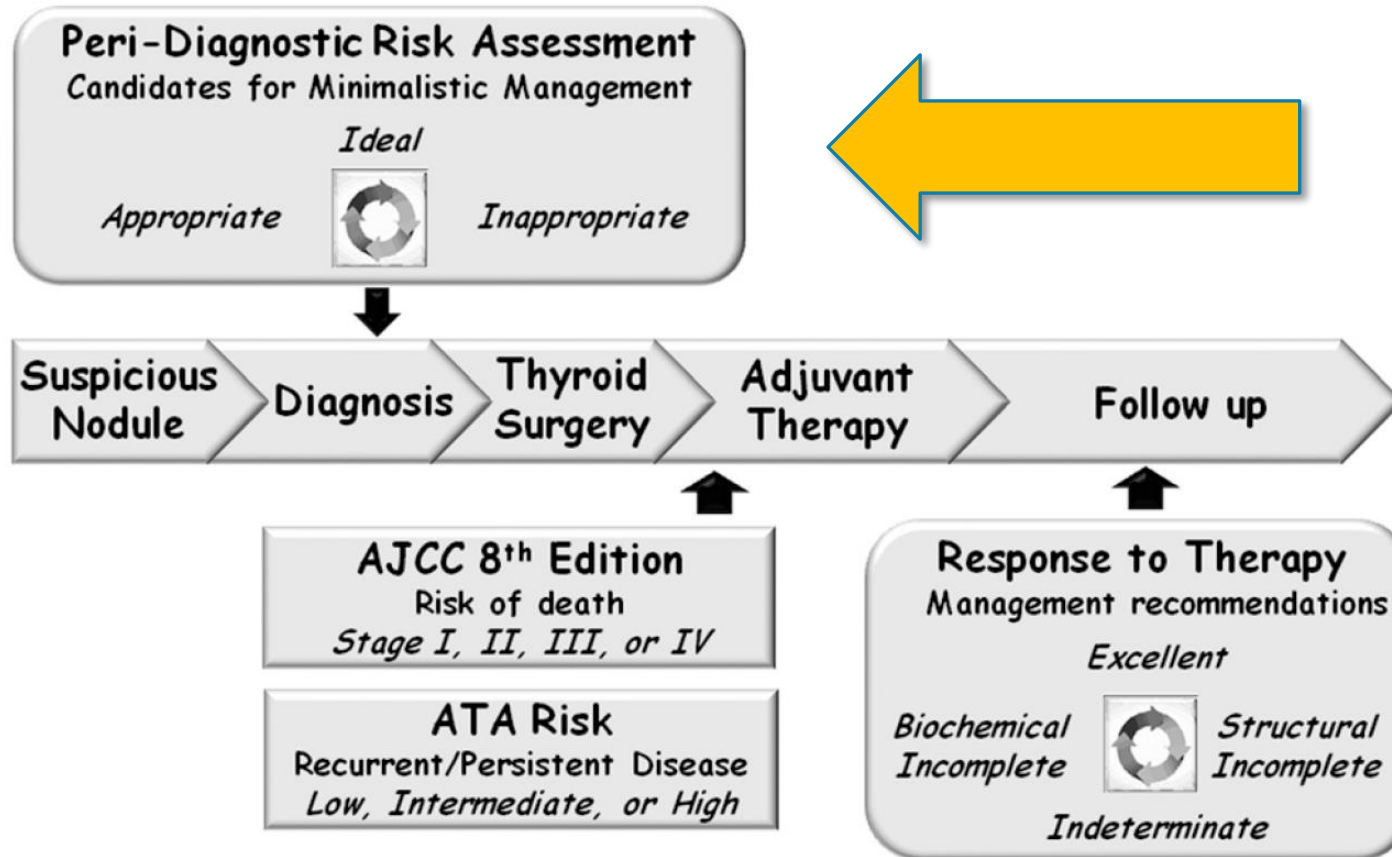 Peri-Diagnostic Risk Assessment
Candidates for Minimalistic Management
Ideal
Appropriate
Inappropriate
Suspicious
Nodule
Diagnosis
Thyroid
Surgery
Adjuvant
Therapy
Follow up
AJCC 8th Edition
Risk of death
Stage I, II, III, or IV
ATA Risk
Recurrent/Persistent Disease
Low, Intermediate, or High
Response to Therapy
Management recommendations
Excellent
Biochemical
Incomplete
Structural
Incomplete
Indeterminate